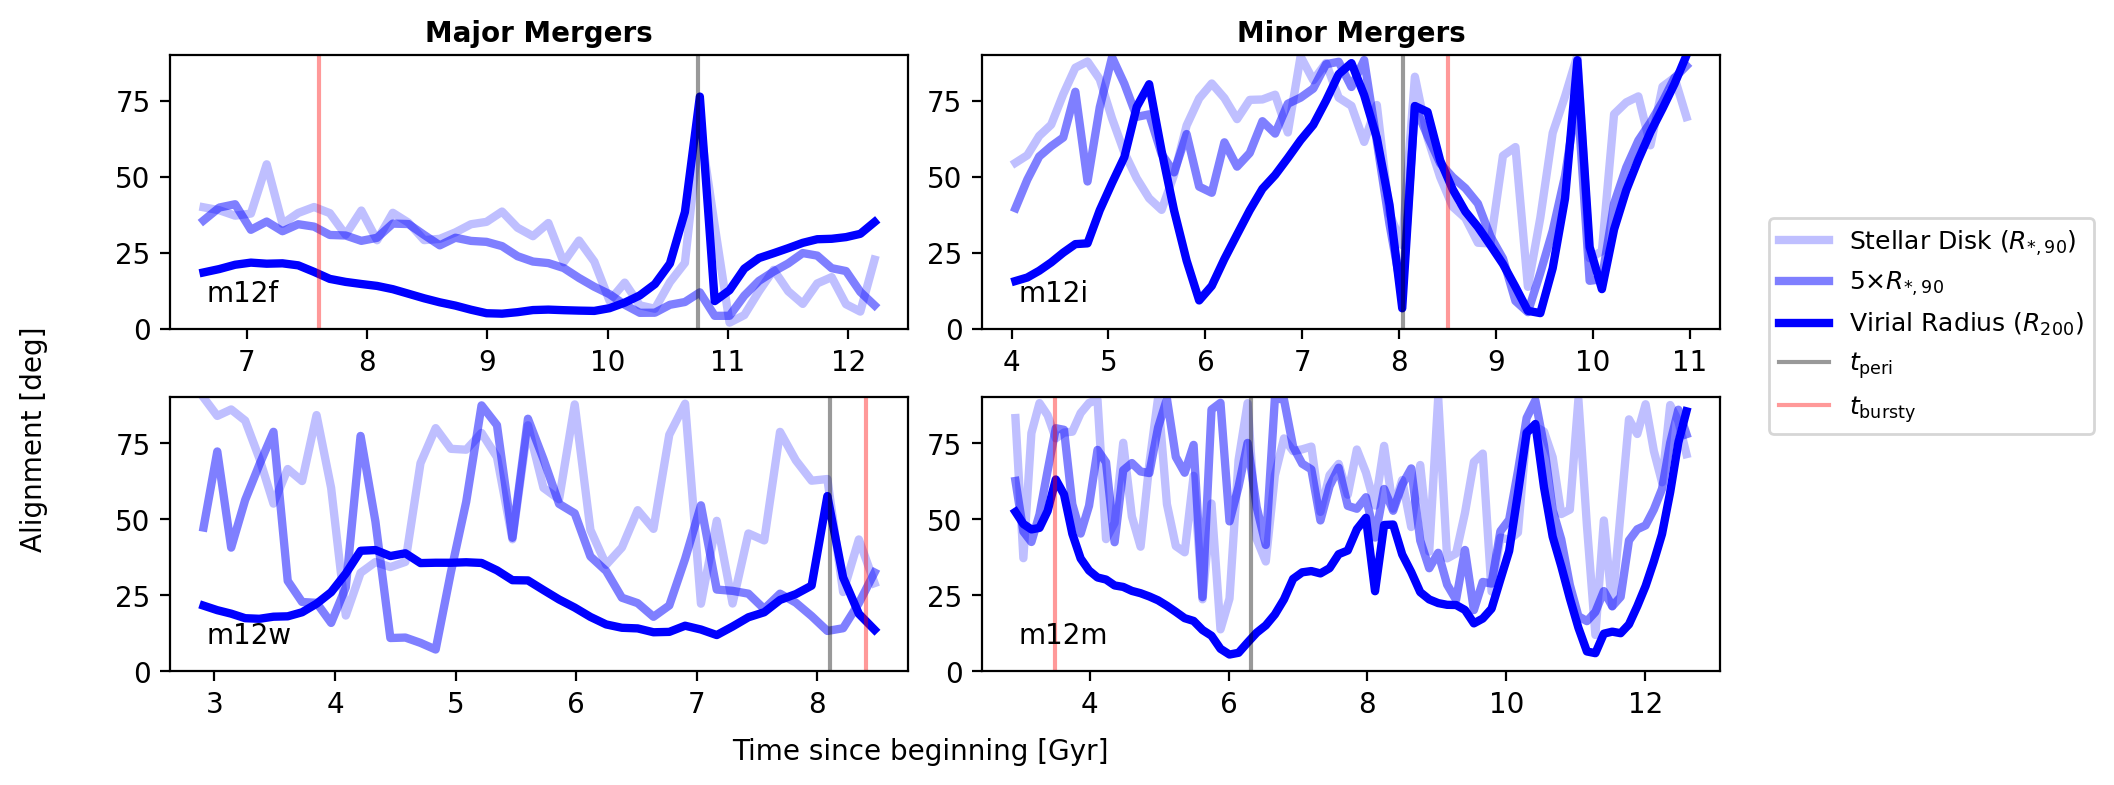 Major Mergers
Minor Mergers
75
50
25
0
m12f
7 8 9 10 11 12
75
50
25
0
m12i
4 5 6 7 8 9 10 11
Alignment [deg]
75
50
25
0
m12w
3 4 5 6 7 8
75
50
25
0
m12m
4 6 8 10 12
Time since beginning [Gyr]
Stellar Disk (R*,90)
5×R*,90
Virial Radius (R200)
tperi
tbursty